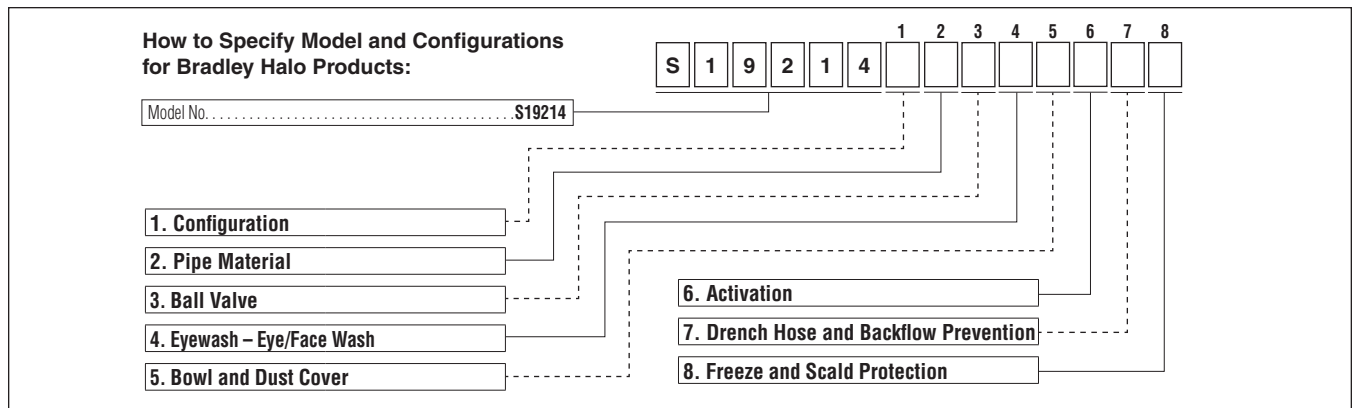 How to Specify Model and Configurations
for Bradley Halo Products:
1 2 3 4 5 6 7 8
S 1 9 2 1 4
Model No. . . . . . . . . . . . . . . . . . . . . . . . . . . . . . . . . . . . . . . . . .S19214
1. Configuration
2. Pipe Material
3. Ball Valve
4. Eyewash – Eye/Face Wash
5. Bowl and Dust Cover
6. Activation
7. Drench Hose and Backflow Prevention
8. Freeze and Scald Protection